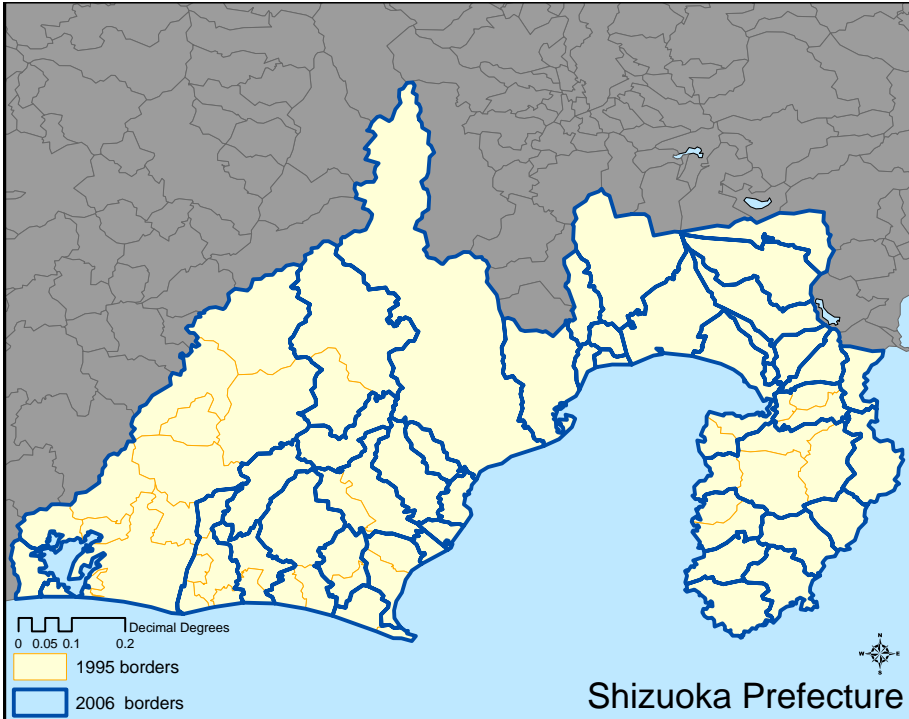 Decimal Degrees
0 0.05 0.1 0.2
1995 borders
2006 borders
N
W E
S
Shizuoka Prefecture